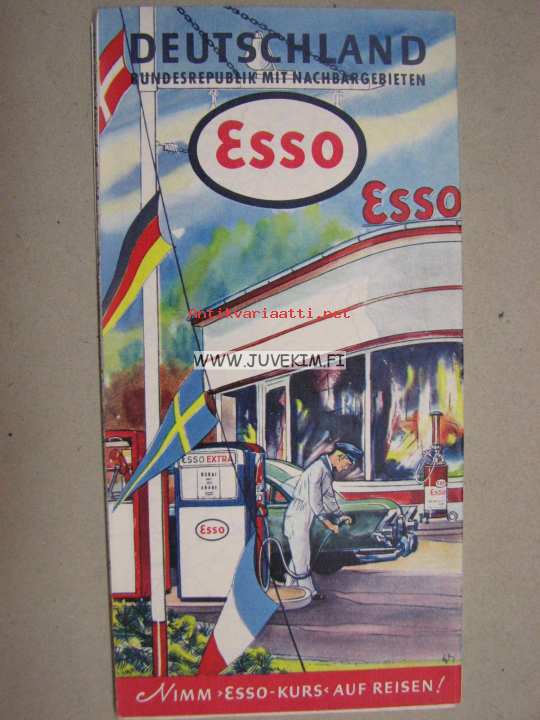 DEUTSCHLAND
BUNDESREPUBLIK MIT NACHBARGEBIETEN
Esso
Esso
antikvariaatti.net
WWW.JUVEKIM.FI
ESSO EXTRA
Esso
Esso
NIMM ›ESSO-KURS‹ AUF REISEN!